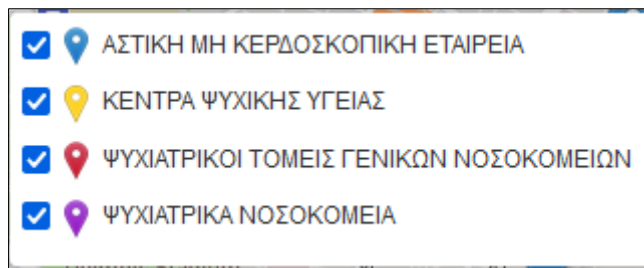 ΑΣΤΙΚΗ ΜΗ ΚΕΡΔΟΣΚΟΠΙΚΗ ΕΤΑΙΡΕΙΑ
ΚΕΝΤΡΑ ΨΥΧΙΚΗΣ ΥΓΕΙΑΣ
ΨΥΧΙΑΤΡΙΚΟΙ ΤΟΜΕΙΣ ΓΕΝΙΚΩΝ ΝΟΣΟΚΟΜΕΙΩΝ
ΨΥΧΙΑΤΡΙΚΑ ΝΟΣΟΚΟΜΕΙΑ